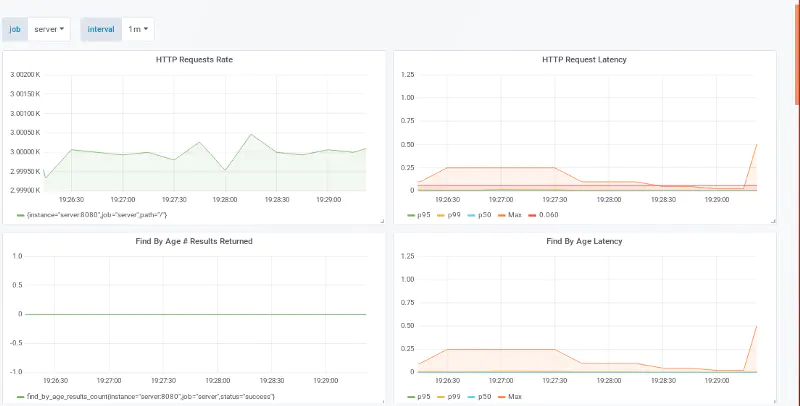 job server interval 1m
HTTP Requests Rate
3.00200 K
3.00150 K
3.00100 K
3.00050 K
3.00000 K
2.99950 K
2.99900 K
19:26:30 19:27:00 19:27:30 19:28:00 19:28:30 19:29:00
{instance="server:8080",job="server",path="/"}
HTTP Request Latency
1.25
1.00
0.75
0.50
0.25
0
19:26:30 19:27:00 19:27:30 19:28:00 19:28:30 19:29:00
p95 p99 p50 Max 0.060
Find By Age # Results Returned
1.0
0.5
0
-0.5
-1.0
19:26:30 19:27:00 19:27:30 19:28:00 19:28:30 19:29:00
find_by_age_results_count{instance="server:8080",job="server",status="success"}
Find By Age Latency
1.25
1.00
0.75
0.50
0.25
0
19:26:30 19:27:00 19:27:30 19:28:00 19:28:30 19:29:00
p95 p99 p50 Max